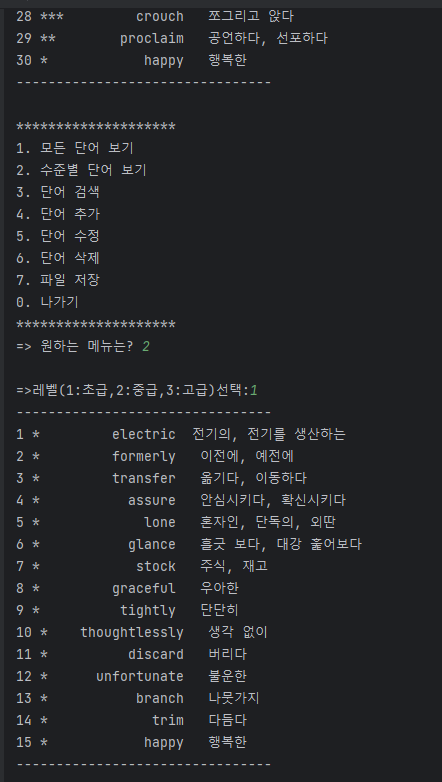 28 ***         crouch   쪼그리고 앉다
29 **        proclaim   공언하다, 선포하다
30 *            happy   행복한
--------------------------------
********************
1. 모든 단어 보기
2. 수준별 단어 보기
3. 단어 검색
4. 단어 추가
5. 단어 수정
6. 단어 삭제
7. 파일 저장
0. 나가기
********************
=> 원하는 메뉴는? 2
=>레벨(1:초급,2:중급,3:고급)선택:1
--------------------------------
1 *         electric  전기의, 전기를 생산하는
2 *         formerly   이전에, 예전에
3 *         transfer   옮기다, 이동하다
4 *           assure   안심시키다, 확신시키다
5 *             lone   혼자인, 단독의, 외딴
6 *           glance   흘긋 보다, 대강 훑어보다
7 *            stock   주식, 재고
8 *         graceful   우아한
9 *          tightly   단단히
10 *    thoughtlessly   생각 없이
11 *          discard   버리다
12 *      unfortunate   불운한
13 *           branch   나뭇가지
14 *             trim   다듬다
15 *            happy   행복한
--------------------------------